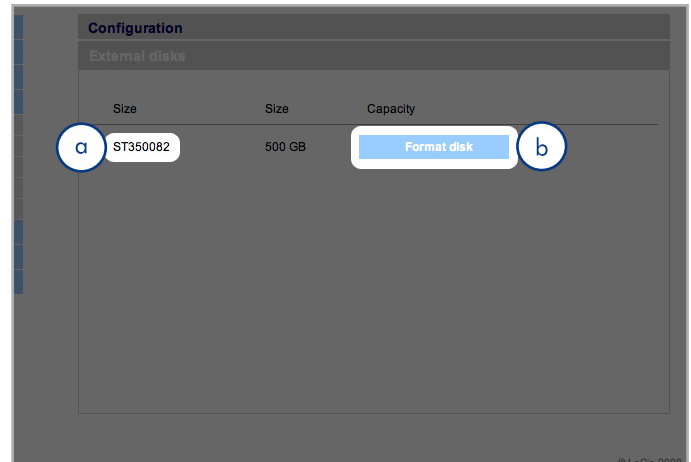 Configuration
External disks
Size Size Capacity
a ST350082 500 GB Format disk b